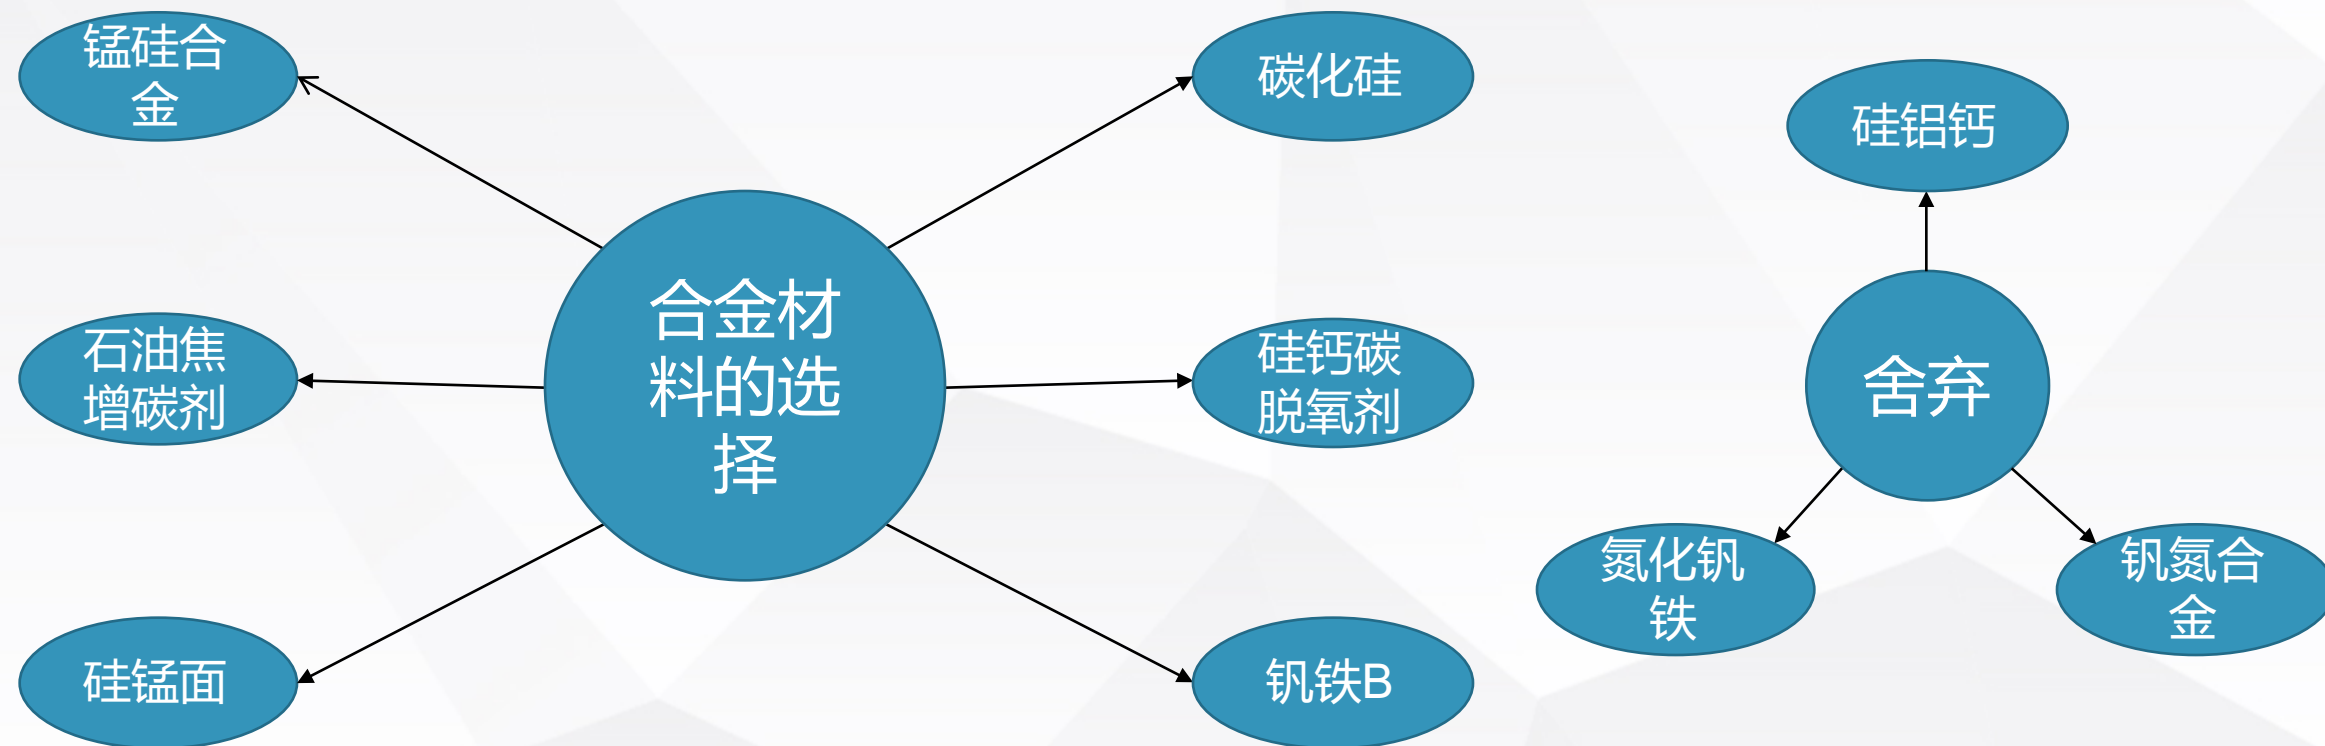 锰硅合
金
碳化硅
硅铝钙
合金材
料的选
择
石油焦
增碳剂
硅钙碳
脱氧剂
舍弃
氮化钒
铁
钒氮合
金
硅锰面
钒铁B